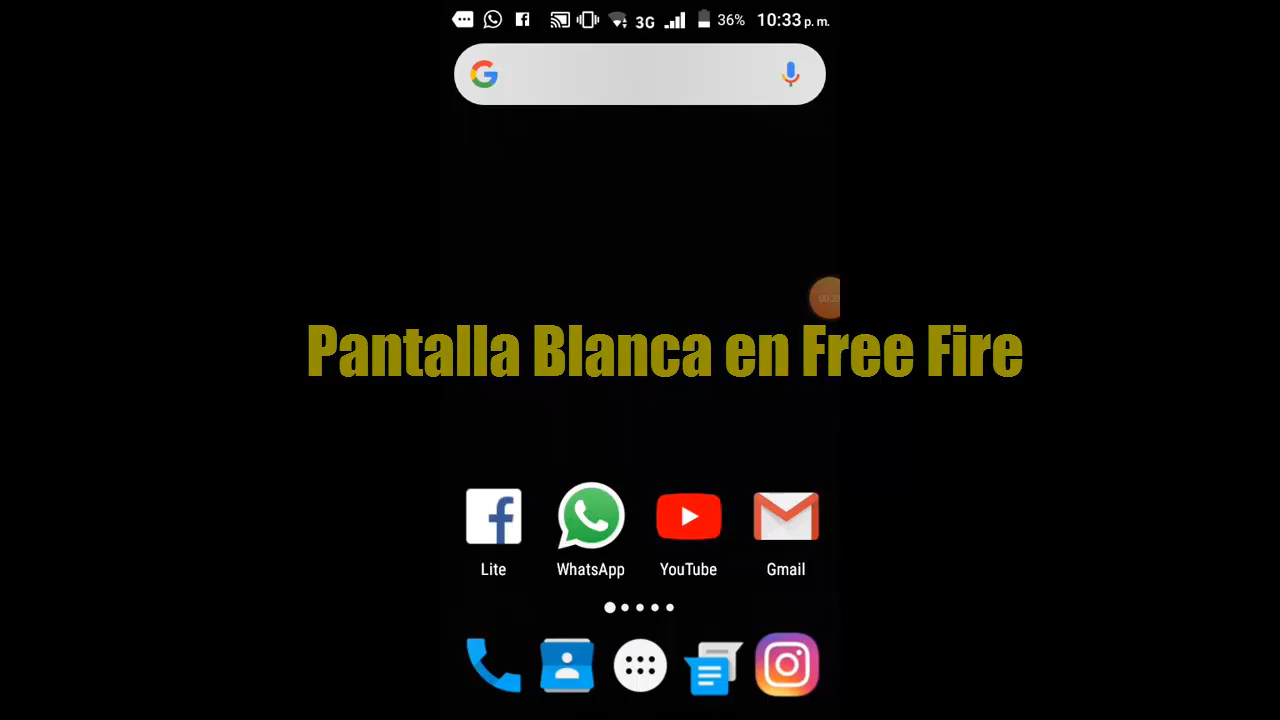 3G 36% 10:33 p. m.
Pantalla Blanca en Free Fire
Lite WhatsApp YouTube Gmail